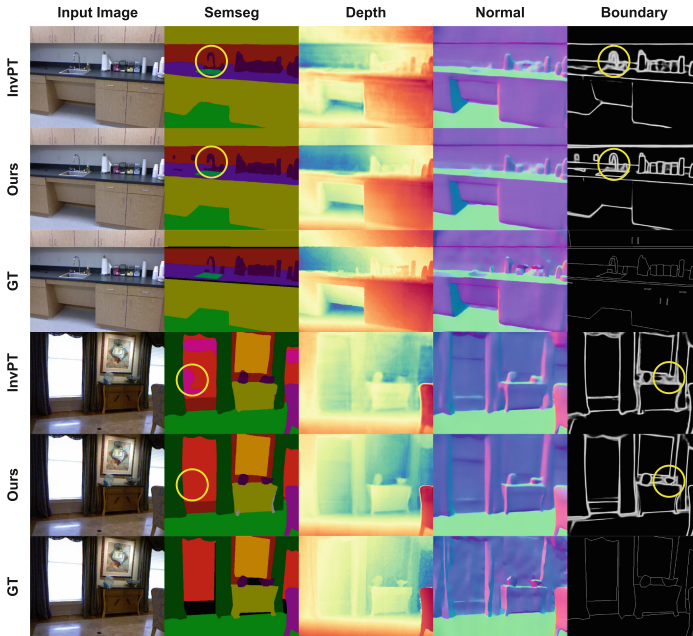 Input Image Semseg Depth Normal Boundary
InvPT
Ours
GT
InvPT
Ours
GT